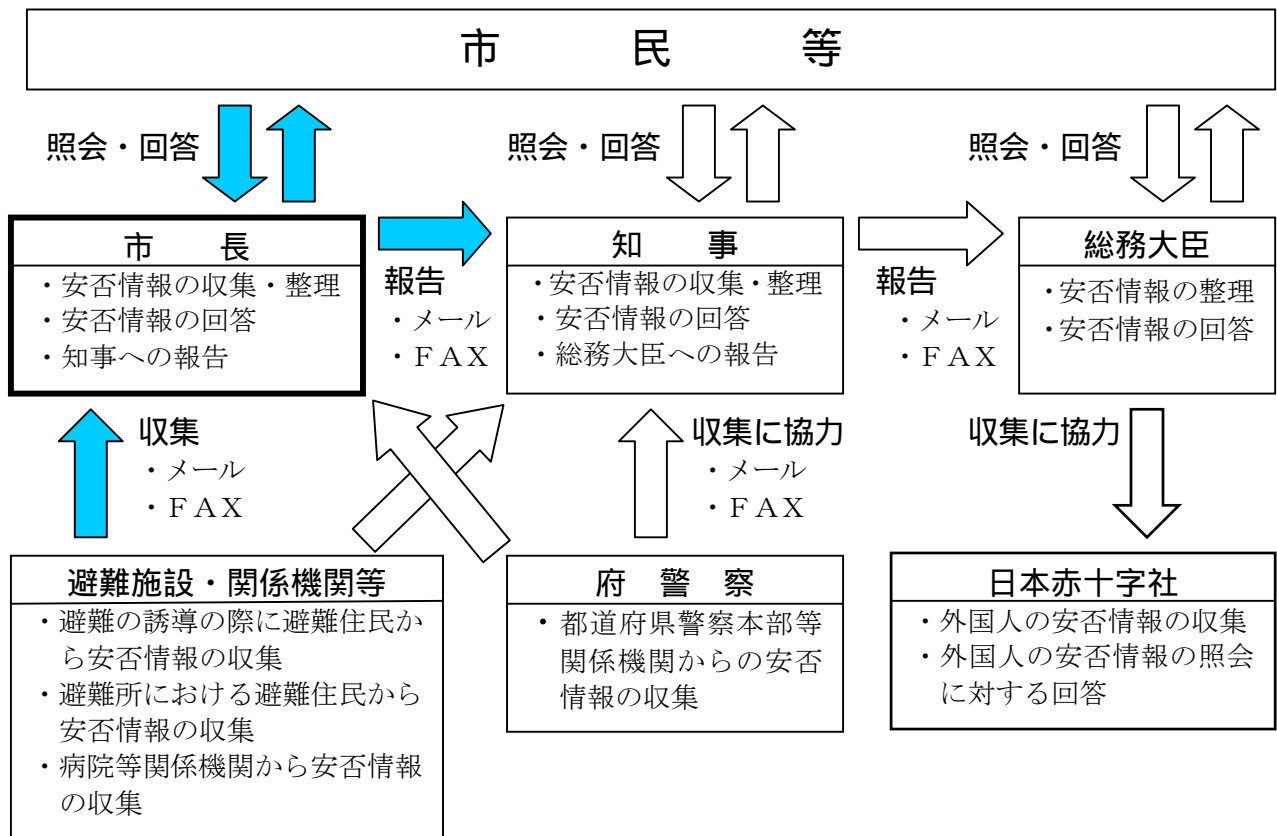 市　民　等
照会・回答
照会・回答
照会・回答
市　長
・安否情報の収集・整理
・安否情報の回答
・知事への報告
報告
・メール
・ＦＡＸ
知　事
・安否情報の収集・整理
・安否情報の回答
・総務大臣への報告
報告
・メール
・ＦＡＸ
総務大臣
・安否情報の整理
・安否情報の回答
収集
・メール
・ＦＡＸ
収集に協力
・メール
・ＦＡＸ
収集に協力
避難施設・関係機関等
・避難の誘導の際に避難住民か
ら安否情報の収集
・避難所における避難住民から
安否情報の収集
・病院等関係機関から安否情報
の収集
府　警　察
・都道府県警察本部等
関係機関からの安否
情報の収集
日本赤十字社
・外国人の安否情報の収集
・外国人の安否情報の照会
に対する回答